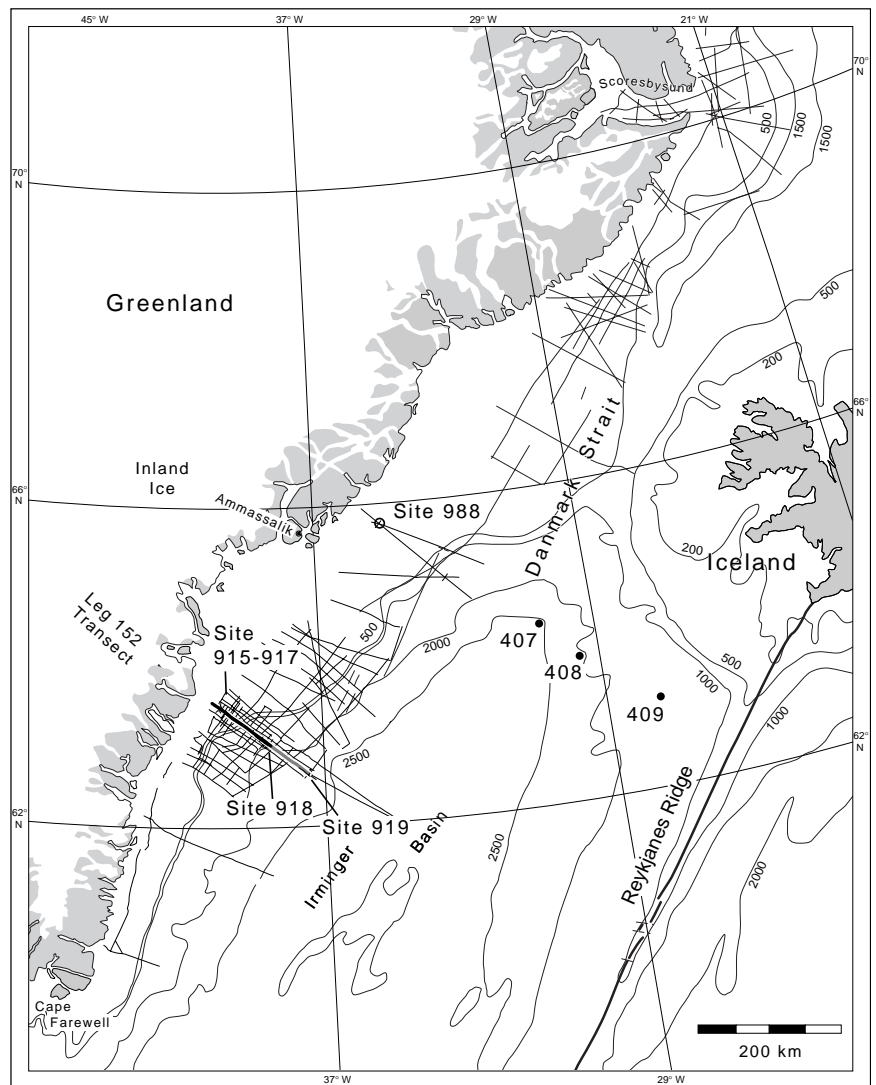 45° W
37° W
29° W
21° W
70°
N
Scoresbysund
500
1500
1500
70°
N
Greenland
500
200
66°
N
Danmark Strait
Inland
Ice
66°
N
Ammassalik
Site 988
200
Iceland
Leg 152
Transect
Site
915-917
500
2000
407
408
500
1000
409
1000
2500
62°
N
Site 918
62°
N
Site 919
Irminger Basin
2500
Reykjanes Ridge
2000
Cape
Farewell
200 km
37° W
29° W